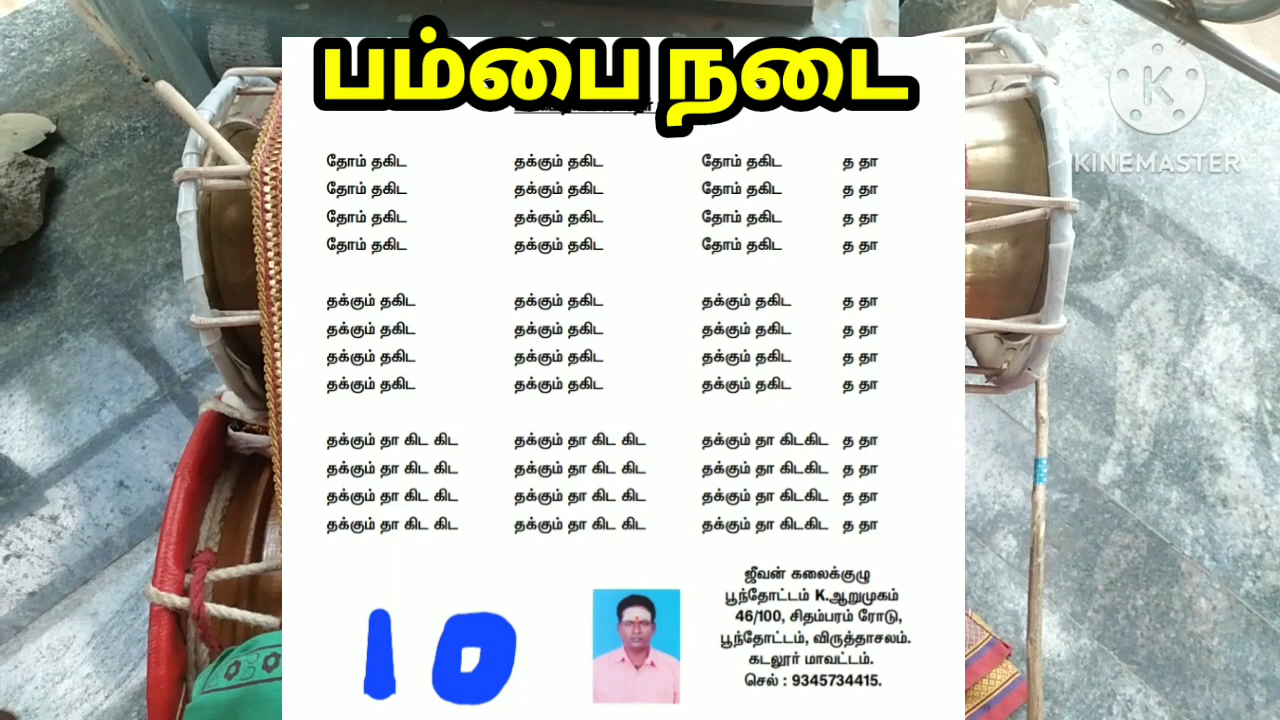 பம்பை நடை
KINEMASTER
தோம் தகிட தக்கும் தகிட தோம் தகிட த தா
தோம் தகிட தக்கும் தகிட தோம் தகிட த தா
தோம் தகிட தக்கும் தகிட தோம் தகிட த தா
தோம் தகிட தக்கும் தகிட தோம் தகிட த தா
தக்கும் தகிட தக்கும் தகிட தக்கும் தகிட த தா
தக்கும் தகிட தக்கும் தகிட தக்கும் தகிட த தா
தக்கும் தகிட தக்கும் தகிட தக்கும் தகிட த தா
தக்கும் தகிட தக்கும் தகிட தக்கும் தகிட த தா
தக்கும் தா கிட கிட தக்கும் தா கிட கிட தக்கும் தா கிடகிட த தா
தக்கும் தா கிட கிட தக்கும் தா கிட கிட தக்கும் தா கிடகிட த தா
தக்கும் தா கிட கிட தக்கும் தா கிட கிட தக்கும் தா கிடகிட த தா
தக்கும் தா கிட கிட தக்கும் தா கிட கிட தக்கும் தா கிடகிட த தா
10
ஜீவன் கலைக்குழு
பூந்தோட்டம் K.ஆறுமுகம்
46/100, சிதம்பரம் ரோடு,
பூந்தோட்டம், விருத்தாசலம்.
கடலூர் மாவட்டம்.
செல் : 9345734415.